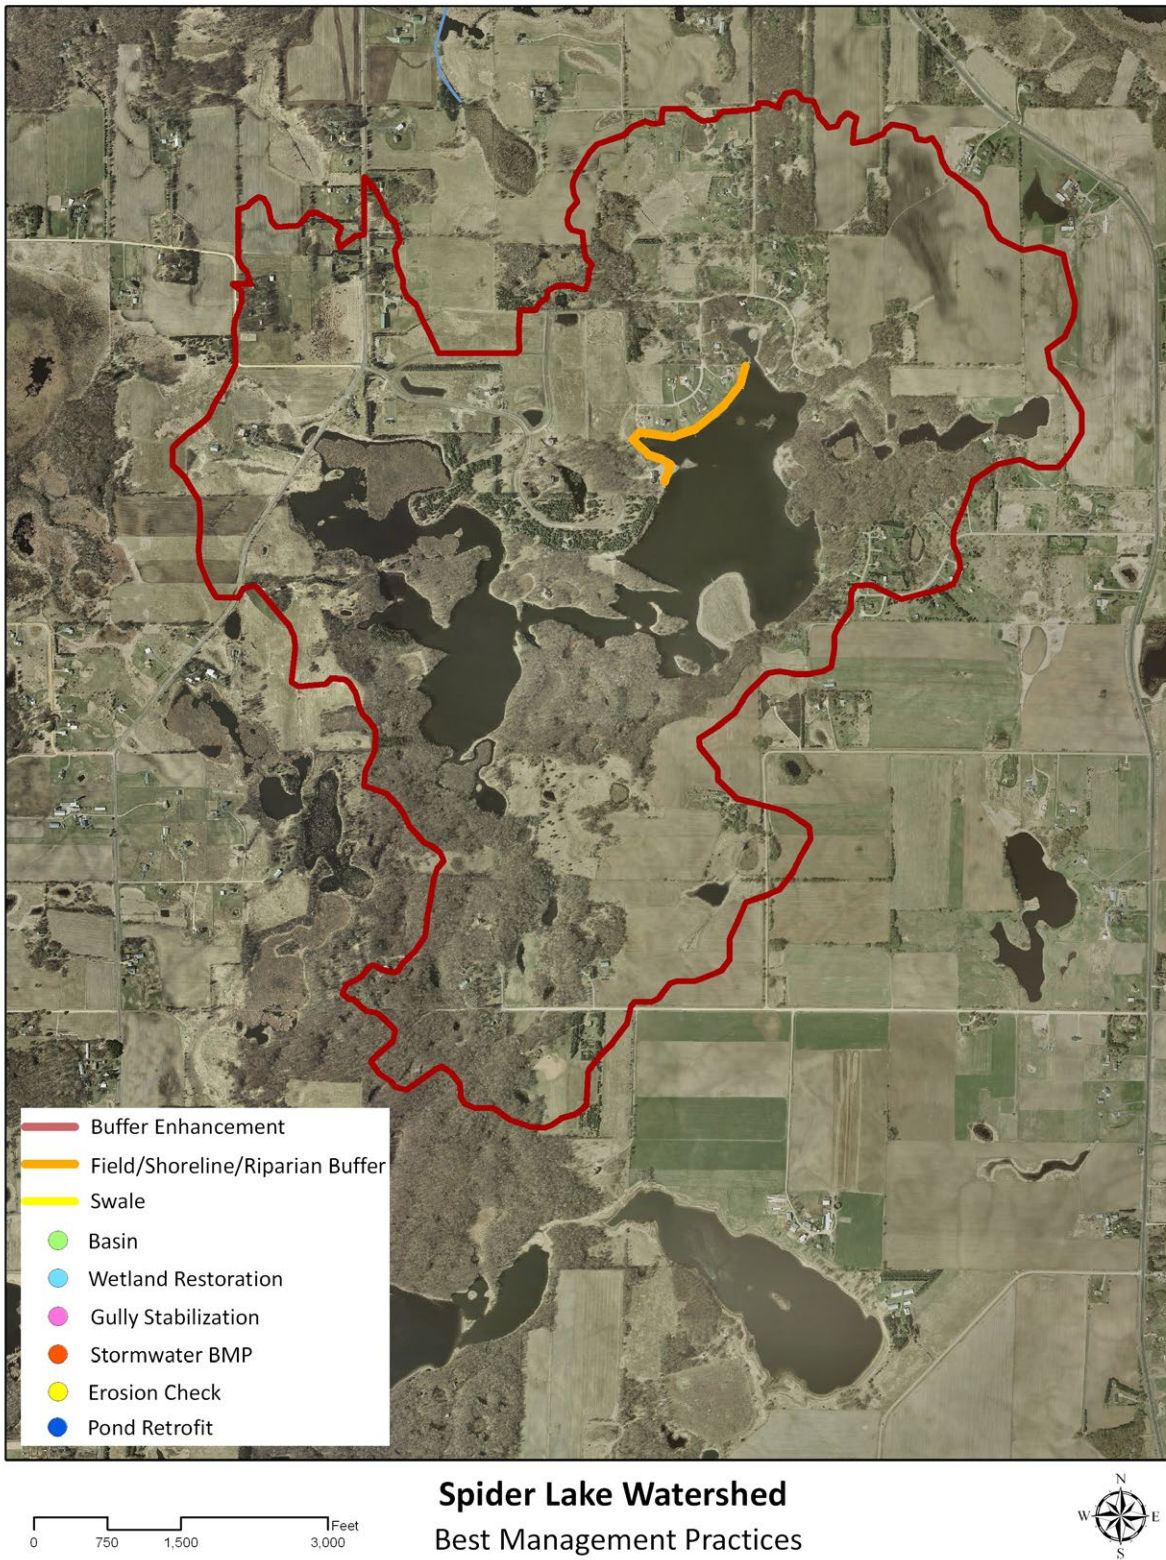 Buffer Enhancement
Field/Shoreline/Riparian Buffer
Swale
Basin
Wetland Restoration
Gully Stabilization
Stormwater BMP
Erosion Check
Pond Retrofit
Spider Lake Watershed
Best Management Practices
0 750 1,500 3,000 Feet
N
W E
S